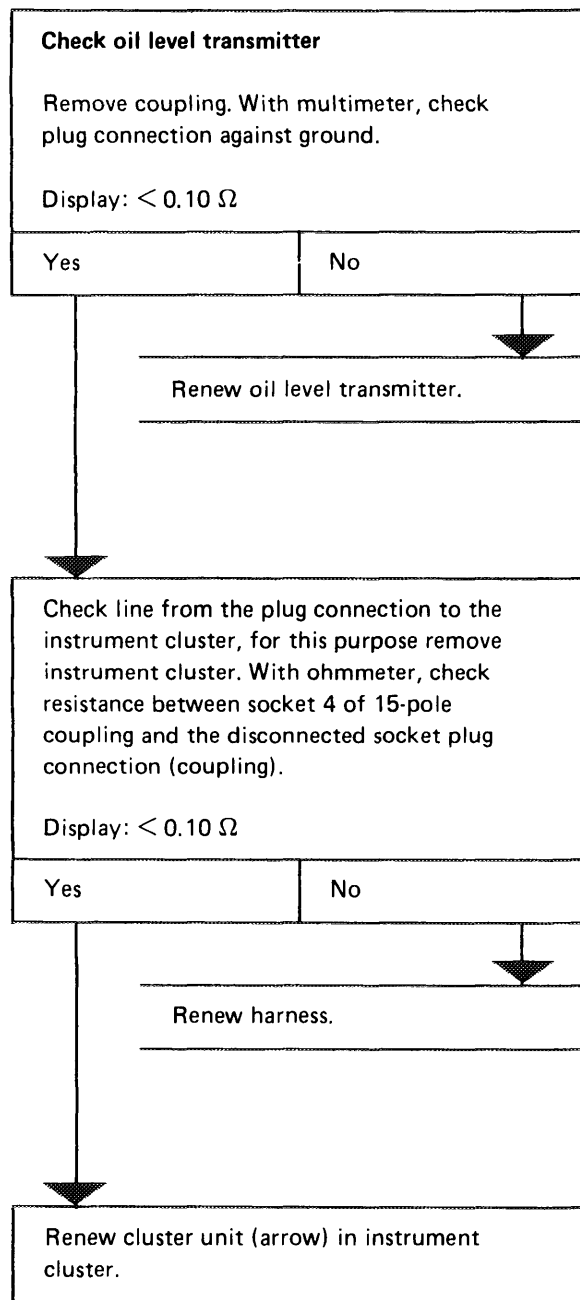 Check oil level transmitter
Remove coupling. With multimeter, check
plug connection against ground.
Display: < 0.10 Ω
Yes
No
Renew oil level transmitter.
Check line from the plug connection to the
instrument cluster, for this purpose remove
instrument cluster. With ohmmeter, check
resistance between socket 4 of 15-pole
coupling and the disconnected socket plug
connection (coupling).
Display: < 0.10 Ω
Yes
No
Renew harness.
Renew cluster unit (arrow) in instrument
cluster.